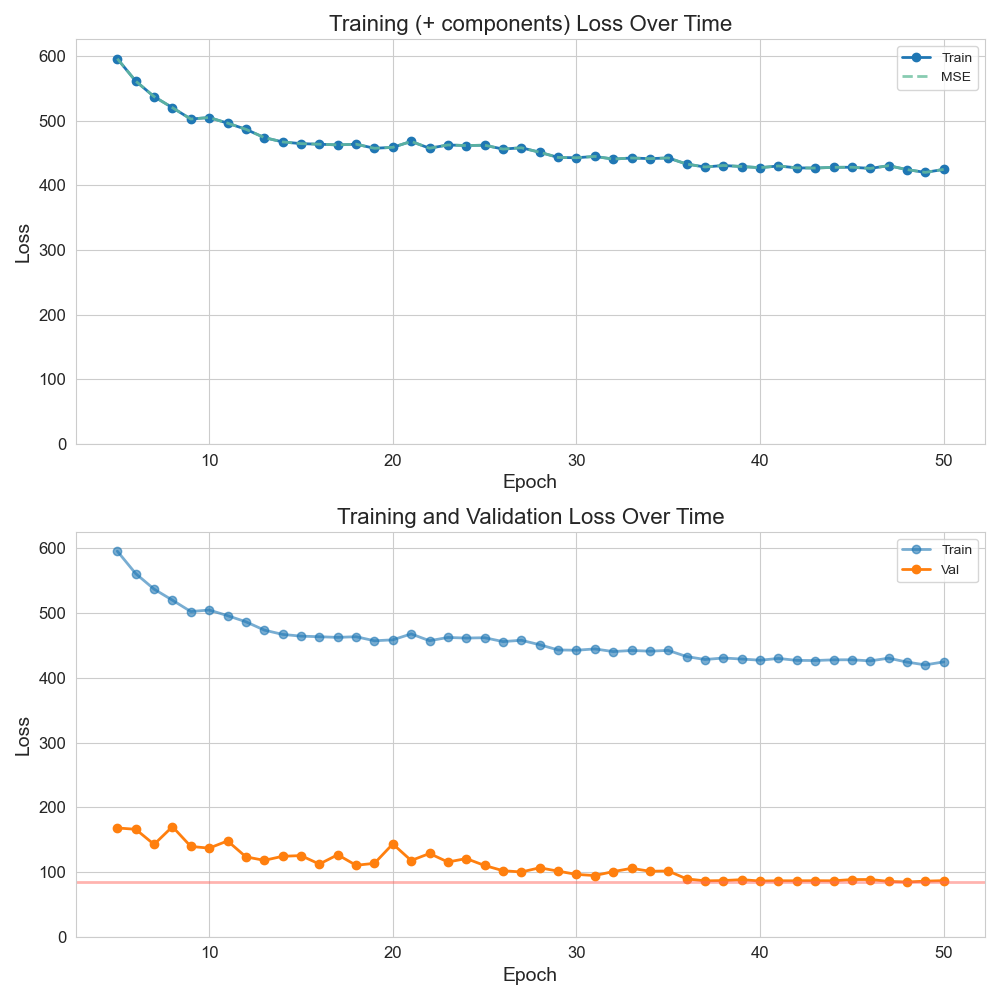 Training (+ components) Loss Over Time
600
500
400
300
200
100
0
Loss
Train
MSE
10
20
30
40
50
Epoch
Training and Validation Loss Over Time
600
500
400
300
200
100
0
Loss
Train
Val
10
20
30
40
50
Epoch